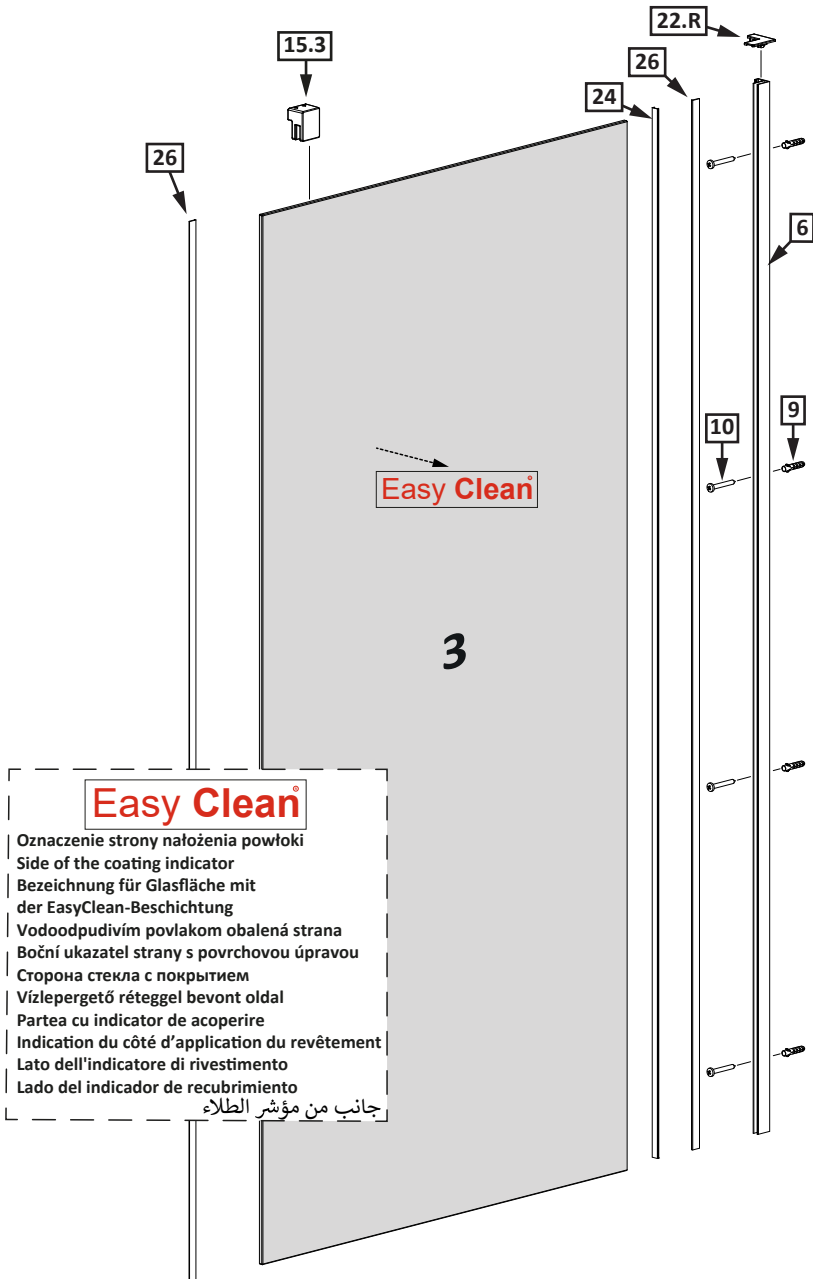 22.R
15.3
26
24
26
6
9
10
Easy Clean®
3
Easy Clean®
Oznaczenie strony nałożenia powłoki
Side of the coating indicator
Bezeichnung für Glasfläche mit
der EasyClean-Beschichtung
Vodoodpudivím povlakom obalená strana
Boční ukazatel strany s povrchovou úpravou
Сторона стекла с покрытием
Vízlepergető réteggel bevont oldal
Partea cu indicator de acoperire
Indication du côté d’application du revêtement
Lato dell'indicatore di rivestimento
Lado del indicador de recubrimiento
جانب من مؤشر الطلاء